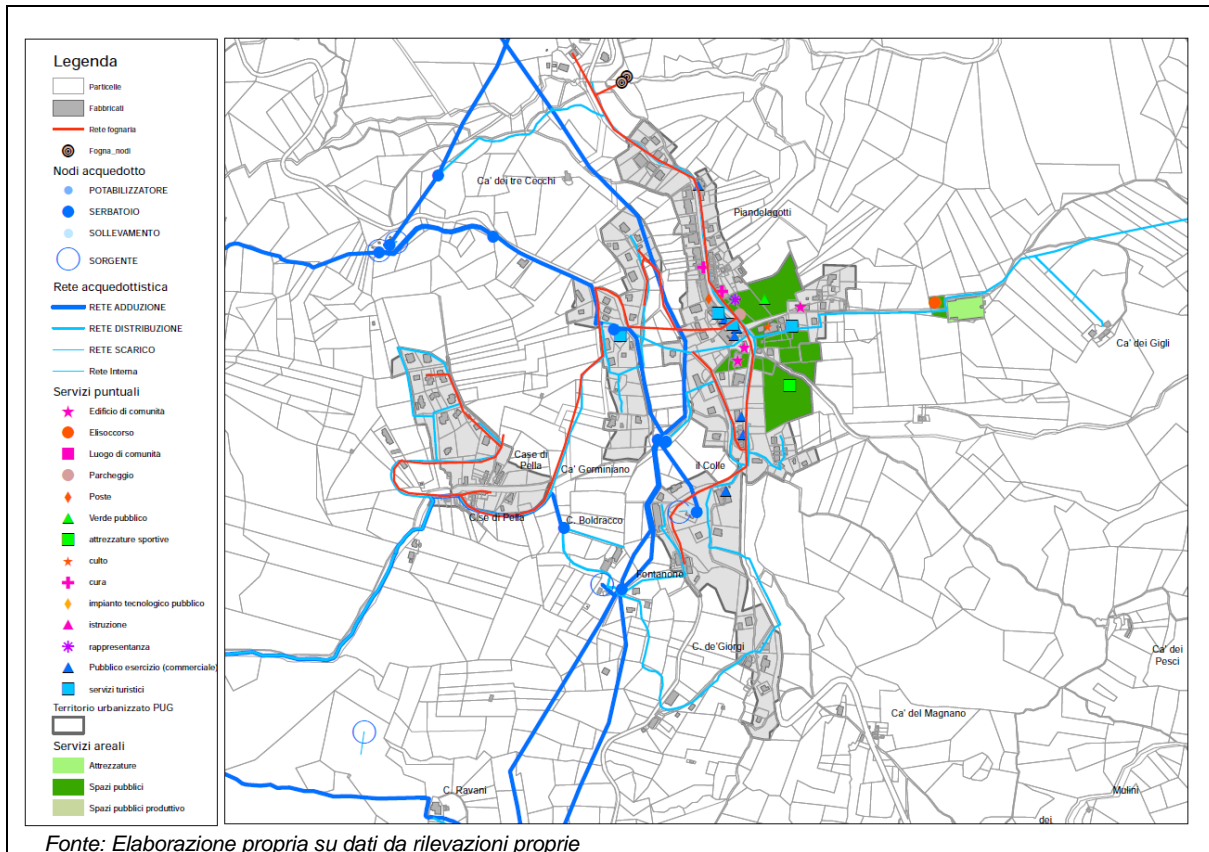 Legenda
Particelle
Fabbricati
Rete fognaria
Fogna_nodi
Nodi acquedotto
POTABILIZZATORE
SERBATOIO
SOLLEVAMENTO
SORGENTE
Rete acquedottistica
RETE ADDUZIONE
RETE DISTRIBUZIONE
RETE SCARICO
Rete Interna
Servizi puntuali
Edificio di comunità
Elisoccorso
Luogo di comunità
Parcheggio
Poste
Verde pubblico
attrezzature sportive
culto
cura
impianto tecnologico pubblico
istruzione
rappresentanza
Pubblico esercizio (commerciale)
servizi turistici
Territorio urbanizzato PUG
Servizi areali
Attrezzature
Spazi pubblici
Spazi pubblici produttivo
Ca' dei tre Cecchi
Piandelagotti
Ca' dei Gigli
Case di
Pella
Ca' Geminiano
il Colle
Case di Pella
C. Boldracco
Fontanone
C. de'Giorgi
Ca' dei
Pesci
Ca' del Magnano
C. Ravani
Mulini
dei
Fonte: Elaborazione propria su dati da rilevazioni proprie